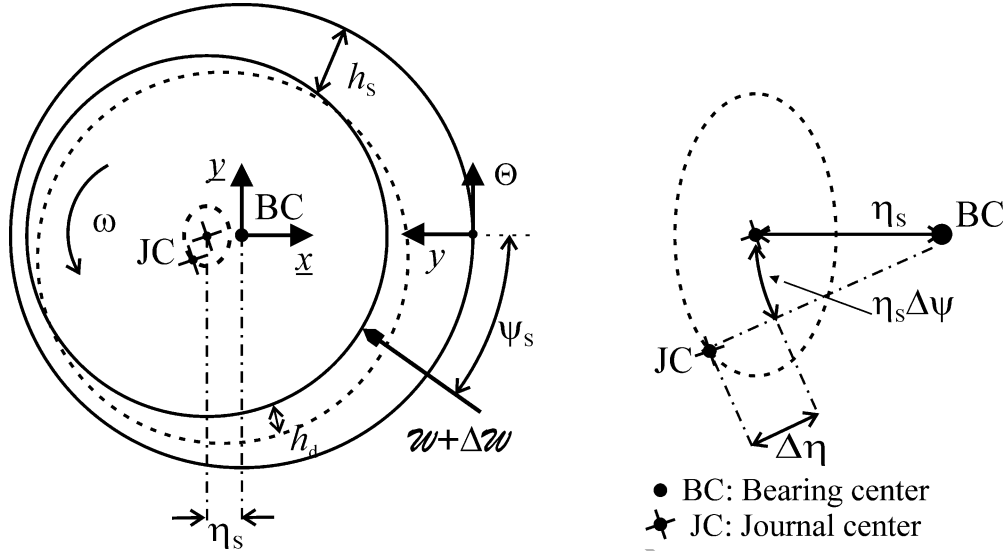 h_s
y
Θ
BC
ω
η_s
BC
JC
x
y
η_sΔψ
ψ_s
JC
h_d
𝒲+Δ𝒲
Δη
BC: Bearing center
η_s
JC: Journal center